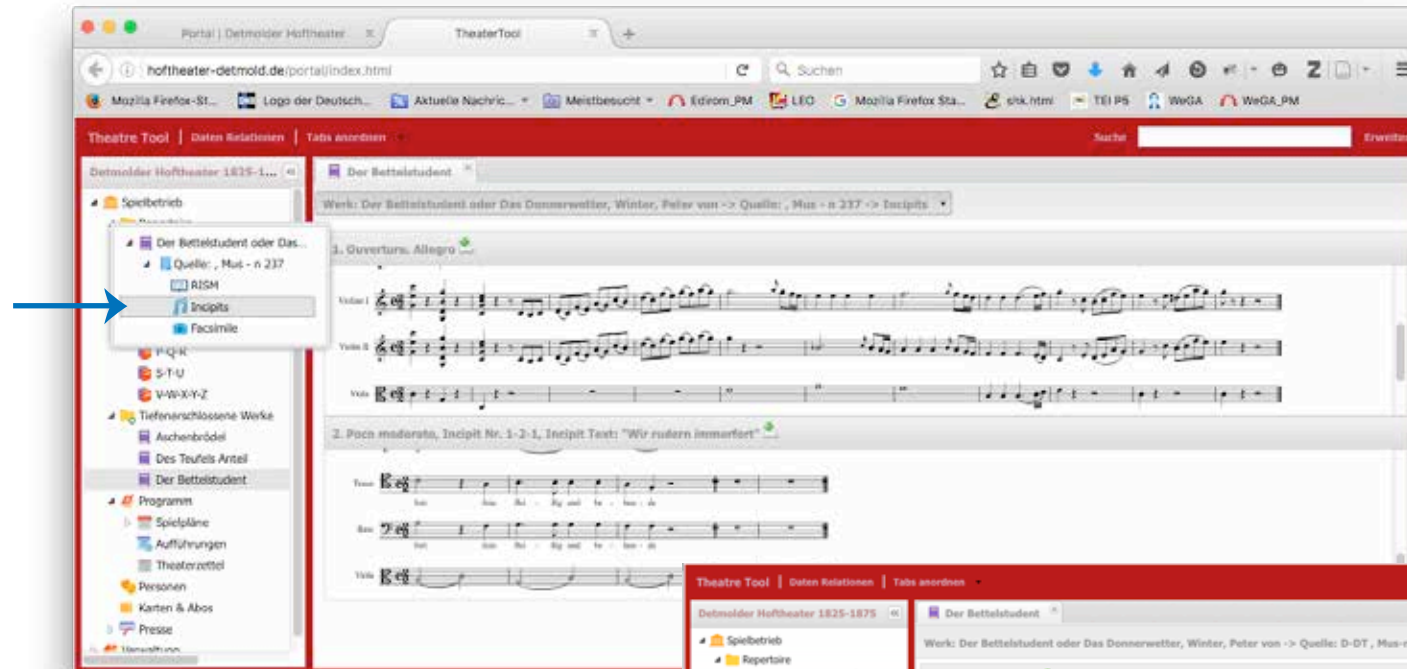 Portal | Detmolder Hoftheater
TheaterTool
hoftheater-detmold.de/portal/index.html
Suchen
Mozilla Firefox-St... Logo der Deutsch... Aktuelle Nachric... Meistbesucht Edirom_PM LEO Mozilla Firefox Sta... shk.html TEI P5 WeGA WeGA_PM
Theatre Tool | Daten Relationen | Tabs anordnen
Suche
Detmolder Hoftheater 1825-1...
Der Bettelstudent
Spielbetrieb
Werk: Der Bettelstudent oder Das Donnerwetter, Winter, Peter von -> Quelle: , Mus - n 237 -> Incipits
Der Bettelstudent oder Das...
Quelle: , Mus - n 237
RISM
Incipits
Facsimile
P-Q-R
S-T-U
V-W-X-Y-Z
Tiefenerschlossene Werke
Aschenbrödel
Des Teufels Anteil
Der Bettelstudent
Programm
Spielpläne
Aufführungen
Theaterzettel
Personen
Karten & Abos
Presse
Verwaltung
1. Ouverture. Allegro
Violine I
Violin II
Viola
2. Poco moderato, Incipit Nr. 1-2-1, Incipit Text: "Wir rudern immerfort"
Tenor
Bass
Viola
Theatre Tool | Daten Relationen | Tabs anordnen
Detmolder Hoftheater 1825-1875
Der Bettelstudent
Spielbetrieb
Repertoire
Werk: Der Bettelstudent oder Das Donnerwetter, Winter, Peter von -> Quelle: D-DT , Mus-n